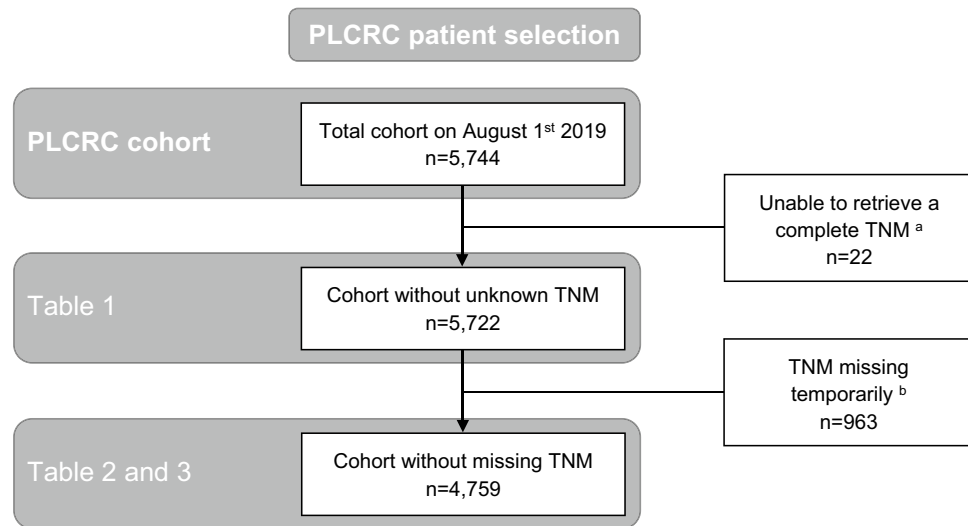 PLCRC patient selection
PLCRC cohort
Total cohort on August 1st 2019
n=5,744
Unable to retrieve a
complete TNM a
n=22
Table 1
Cohort without unknown TNM
n=5,722
TNM missing
temporarily b
n=963
Table 2 and 3
Cohort without missing TNM
n=4,759